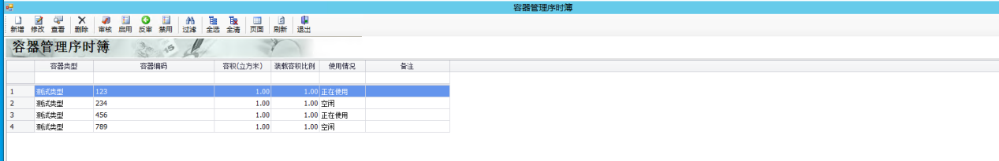 容器管理序时簿
新增 修改 查看 删除 审核 启用 反审 禁用 过滤 全选 全清 页面 刷新 退出
容器管理序时簿
容器类型 容器编码 容积(立方米) 装载容积比例 使用情况 备注
1 测试类型 123 1.00 1.00 正在使用
2 测试类型 234 1.00 1.00 空闲
3 测试类型 456 1.00 1.00 正在使用
4 测试类型 789 1.00 1.00 空闲